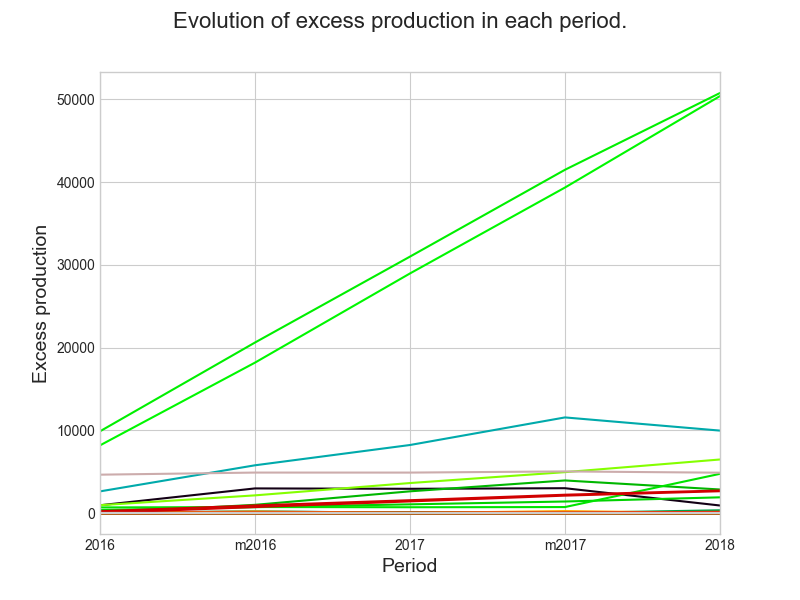 Evolution of excess production in each period.
50000
40000
30000
20000
10000
0
Excess production
2016 m2016 2017 m2017 2018
Period